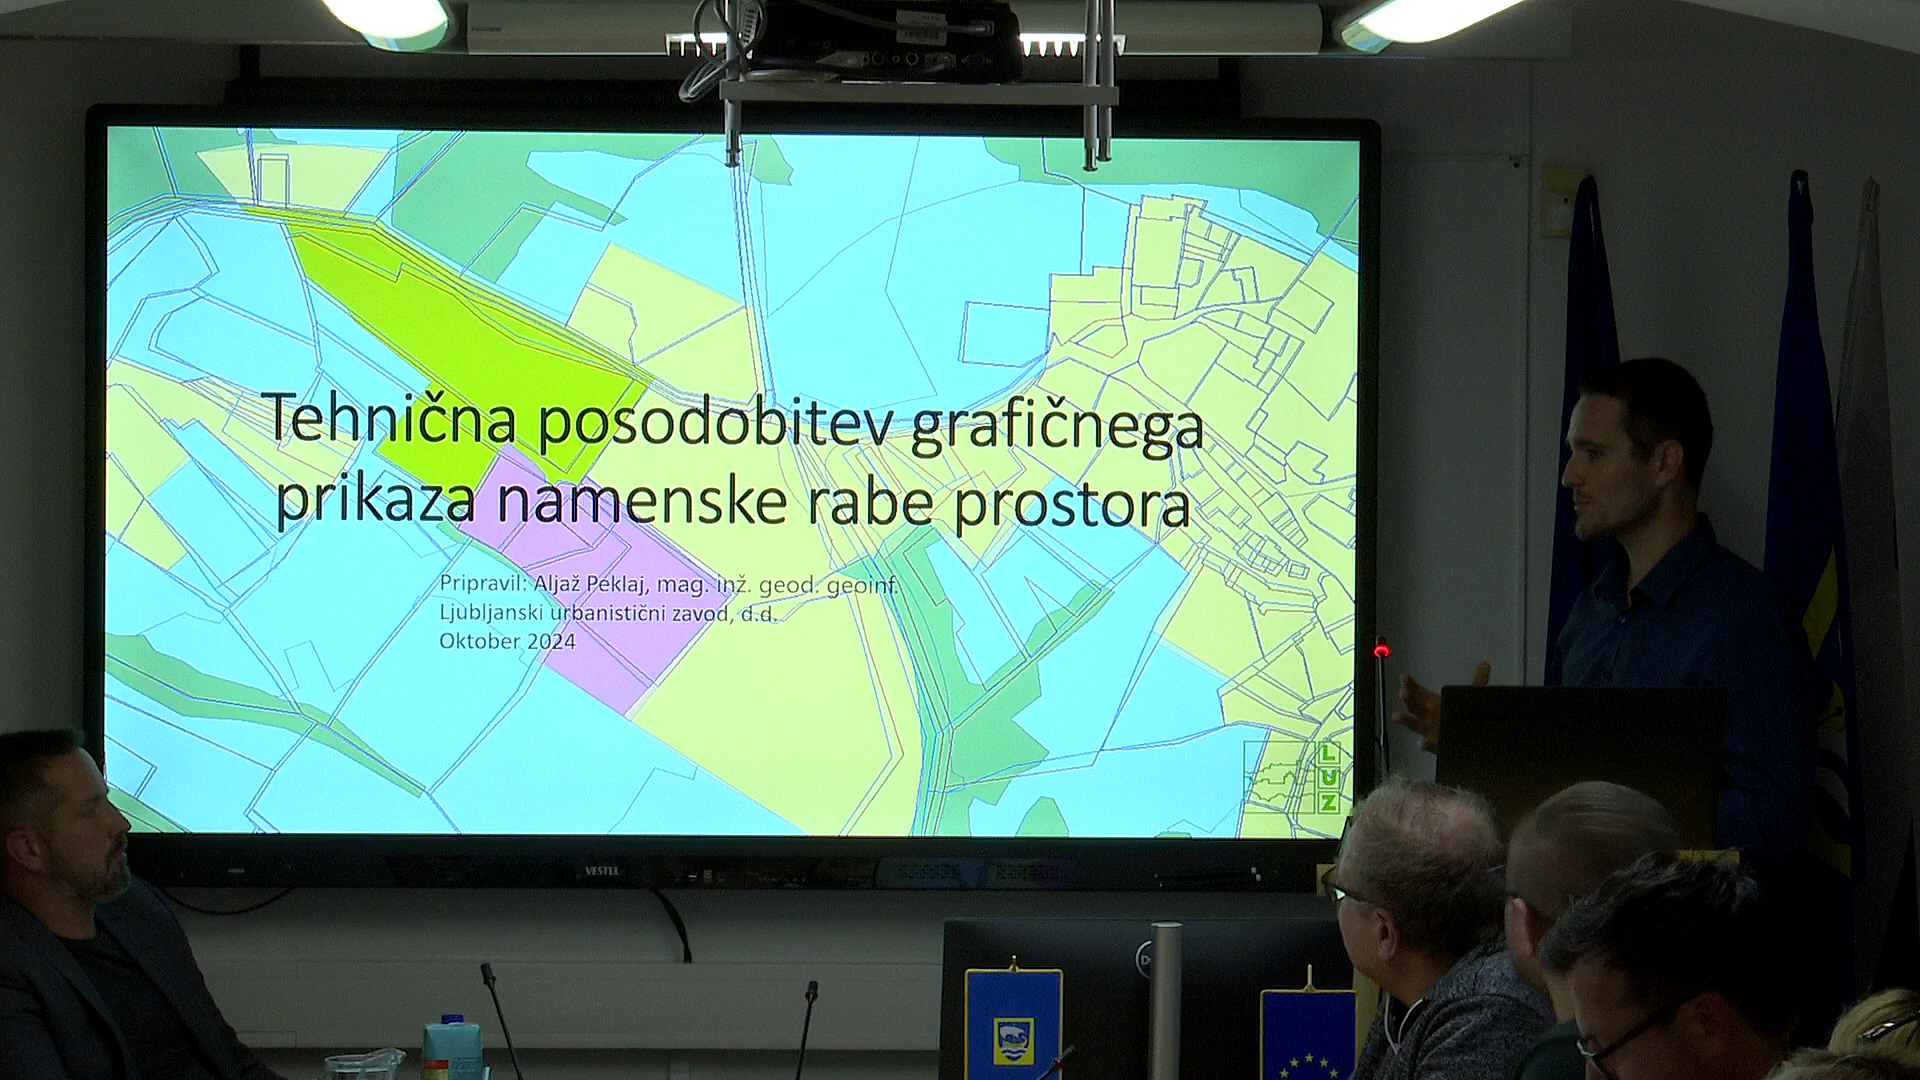 Tehnična posodobitev grafičnega
prikaza namenske rabe prostora
Pripravil: Aljaž Peklaj, mag. inž. geod. geoinf.
Ljubljanski urbanistični zavod, d.d.
Oktober 2024
L
U
Z
VESTEL